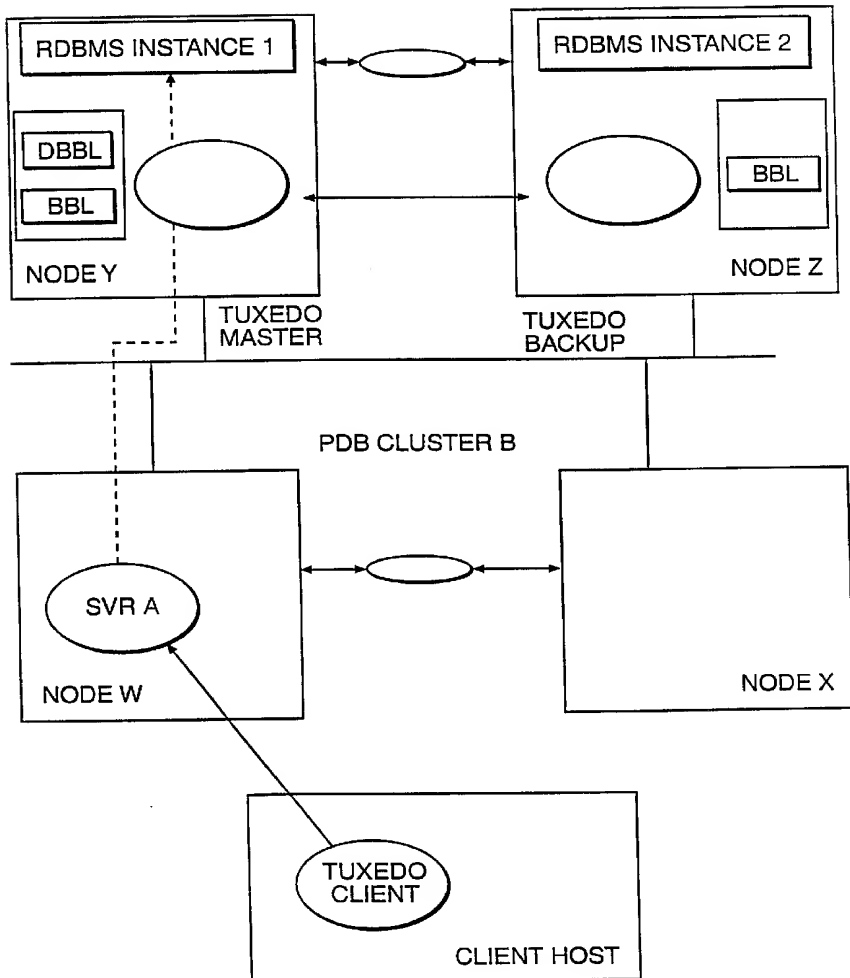 RDBMS INSTANCE 1
RDBMS INSTANCE 2
DBBL
BBL
BBL
NODE Y
NODE Z
TUXEDO
MASTER
TUXEDO
BACKUP
PDB CLUSTER B
SVR A
NODE W
NODE X
TUXEDO
CLIENT
CLIENT HOST